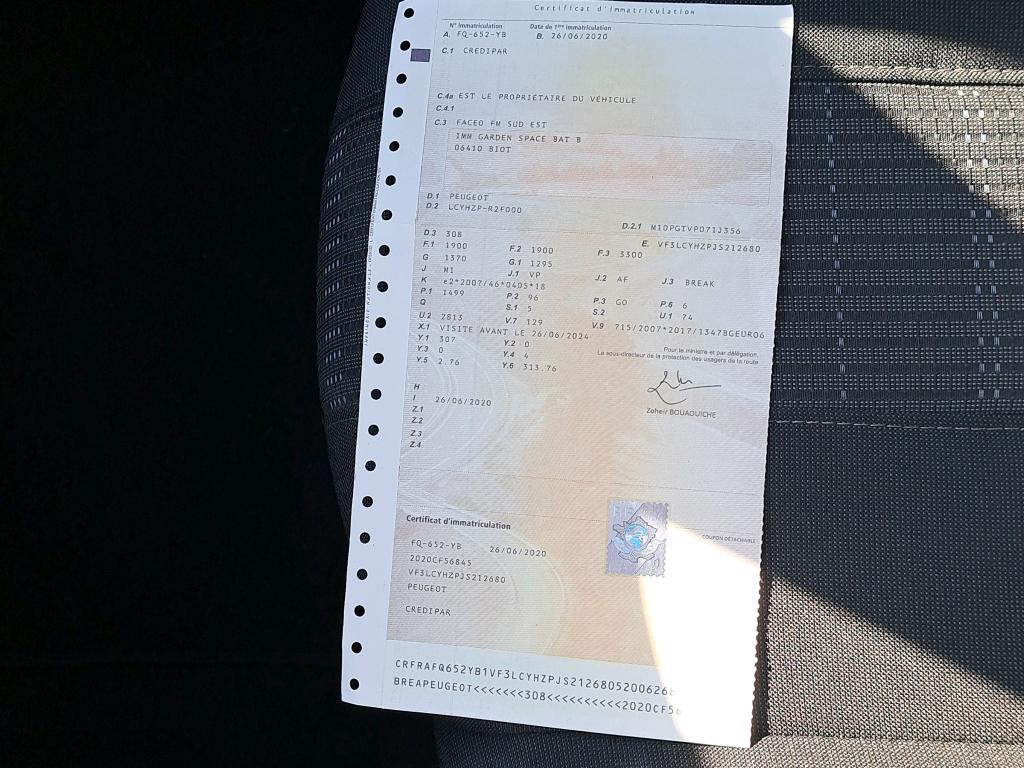 Certificat d'immatriculation
N° immatriculation Date de 1ère immatriculation
A. FQ-652-YB B. 26/06/2020
C.1 CREDIPAR
C.4a EST LE PROPRIÉTAIRE DU VÉHICULE
C.4.1
C.3 FACEO FM SUD EST
IMM GARDEN SPACE BAT B
06410 BIOT
D.1 PEUGEOT
D.2 LCYHZP-R2F000
D.2.1 M10PGTVP071J356
D.3 308 E. VF3LCYHZPJS212680
F.1 1900 F.2 1900 F.3 3300
G 1370 G.1 1295
J M1 J.1 VP J.2 AF J.3 BREAK
K e2*2007/46*0405*18
P.1 1499 P.2 96 P.3 GO P.6 6
Q S.1 5 S.2 U.1 74
U.2 2813 V.7 129 V.9 715/2007*2017/1347BGEURO6
X.1 VISITE AVANT LE 26/06/2024
Y.1 307 Y.2 0
Y.3 0 Y.4 4
Y.5 2.76 Y.6 313.76
Pour le ministre et par délégation,
Le sous-directeur de la protection des usagers de la route
Zoheir BOUAOUICHE
H
I 26/06/2020
Z.1
Z.2
Z.3
Z.4
Certificat d'immatriculation
COUPON DÉTACHABLE
FQ-652-YB 26/06/2020
2020CF56845
VF3LCYHZPJS212680
PEUGEOT
CREDIPAR
CRFRAFQ652YB1VF3LCYHZPJS2126805200626
BREAPEUGEOT<<<<<<<308<<<<<<<<<<2020CF56